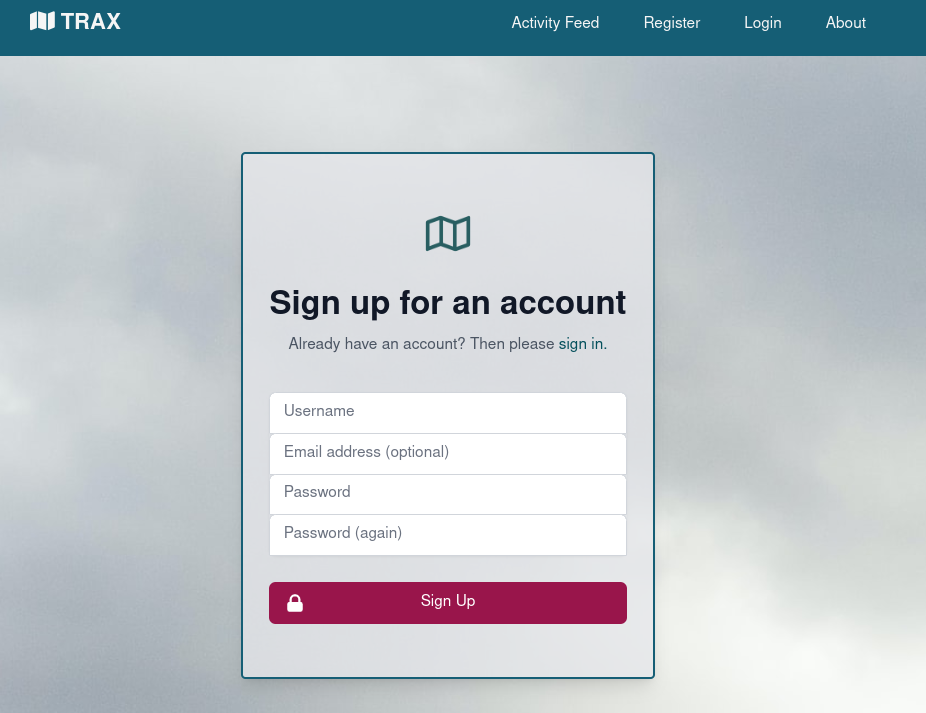 TRAX
Activity Feed
Register
Login
About
Sign up for an account
Already have an account? Then please sign in.
Username
Email address (optional)
Password
Password (again)
Sign Up